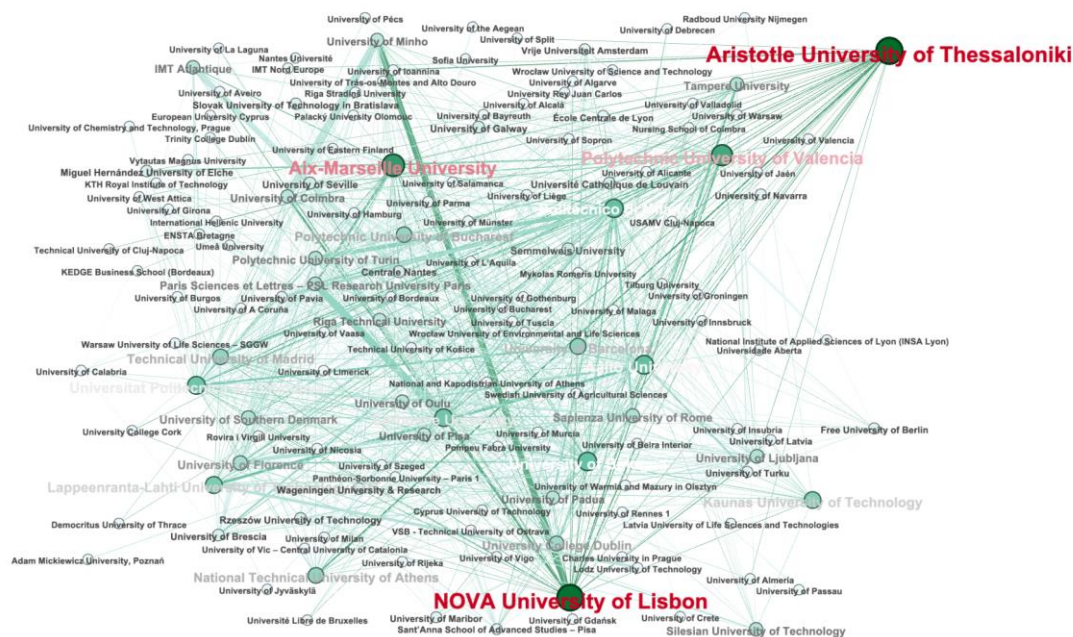 University of Pécs
Radboud University Nijmegen
University of the Aegean
University of Debrecen
University of Split
University of Minho
University of La Laguna
Vrije Universiteit Amsterdam
Aristotle University of Thessaloniki
Nantes Université
Sofia University
IMT Atlantique
IMT Nord Europe
University of Ioannina
Wrocław University of Science and Technology
University of Trás-os-Montes and Alto Douro
University of Algarve
Tampere University
University of Aveiro
Riga Stradiņš University
University Rey Juan Carlos
Slovak University of Technology in Bratislava
University of Alcalá
University of Valladolid
European University Cyprus
Palacký University Olomouc
University of Bayreuth
École Centrale de Lyon
University of Warsaw
University of Chemistry and Technology, Prague
University of Galway
Nursing School of Coimbra
Trinity College Dublin
University of Sopron
University of Valencia
University of Eastern Finland
Vytautas Magnus University
Aix-Marseille University
Polytechnic University of Valencia
Miguel Hernández University of Elche
University of Alicante
University of Jaén
KTH Royal Institute of Technology
University of Seville
University of Salamanca
Université Catholique de Louvain
University of West Attica
University of Coimbra
University of Liège
University of Navarra
University of Parma
University of Girona
University of Hamburg
University of Münster
International Hellenic University
USAMV Cluj-Napoca
ENSTA Bretagne
Polytechnic University of Bucharest
Technical University of Cluj-Napoca
Umeå University
Semmelweis University
Polytechnic University of Turin
University of L'Aquila
KEDGE Business School (Bordeaux)
Centrale Nantes
Mykolas Romeris University
Paris Sciences et Lettres – PSL Research University Paris
Tilburg University
University of Burgos
University of Pavia
University of Bordeaux
University of Gothenburg
University of Groningen
University of A Coruña
University of Bucharest
University of Malaga
Riga Technical University
University of Tuscia
University of Innsbruck
University of Vaasa
Wrocław University of Environmental and Life Sciences
Warsaw University of Life Sciences – SGGW
Technical University of Košice
University Barcelona
National Institute of Applied Sciences of Lyon (INSA Lyon)
Technical University of Madrid
Universidade Aberta
University of Calabria
University of Limerick
Aalto
Universitat
National and Kapodistrian University of Athens
Swedish University of Agricultural Sciences
University of Oulu
University of Southern Denmark
Sapienza University of Rome
University College Cork
University of Pisa
University of Murcia
University of Insubria
Free University of Berlin
Rovira i Virgili University
University of Beira Interior
University of Latvia
University of Nicosia
Pompeu Fabra University
University of Florence
University of Szeged
University of Ljubljana
Panthéon-Sorbonne University – Paris 1
University of Turku
Lappeenranta-Lahti University of
Wageningen University & Research
University of Warmia and Mazury in Olsztyn
University of Padua
Kaunas University of Technology
Cyprus University of Technology
University of Rennes 1
Democritus University of Thrace
Rzeszów University of Technology
Latvia University of Life Sciences and Technologies
University of Brescia
University of Milan
VSB - Technical University of Ostrava
University of Vic – Central University of Catalonia
University College Dublin
Adam Mickiewicz University, Poznań
University of Rijeka
University of Vigo
Charles University in Prague
Lodz University of Technology
National Technical University of Athens
University of Almeria
University of Jyväskylä
University of Passau
NOVA University of Lisbon
Université Libre de Bruxelles
University of Maribor
University of Gdańsk
University of Crete
Sant'Anna School of Advanced Studies – Pisa
Silesian University of Technology